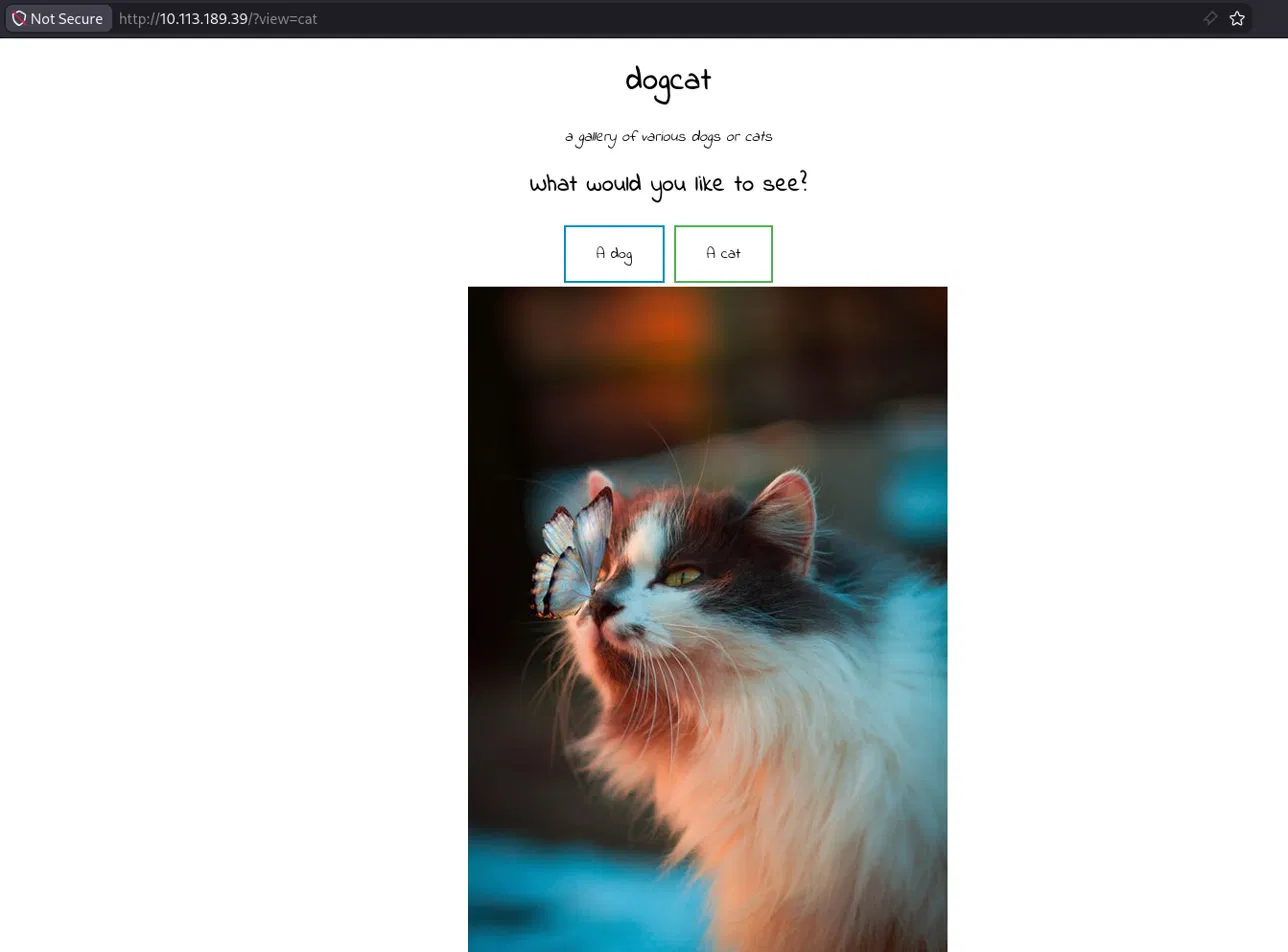 Not Secure http://10.113.189.39/?view=cat
dogcat
a gallery of various dogs or cats
What would you like to see?
A dog A cat